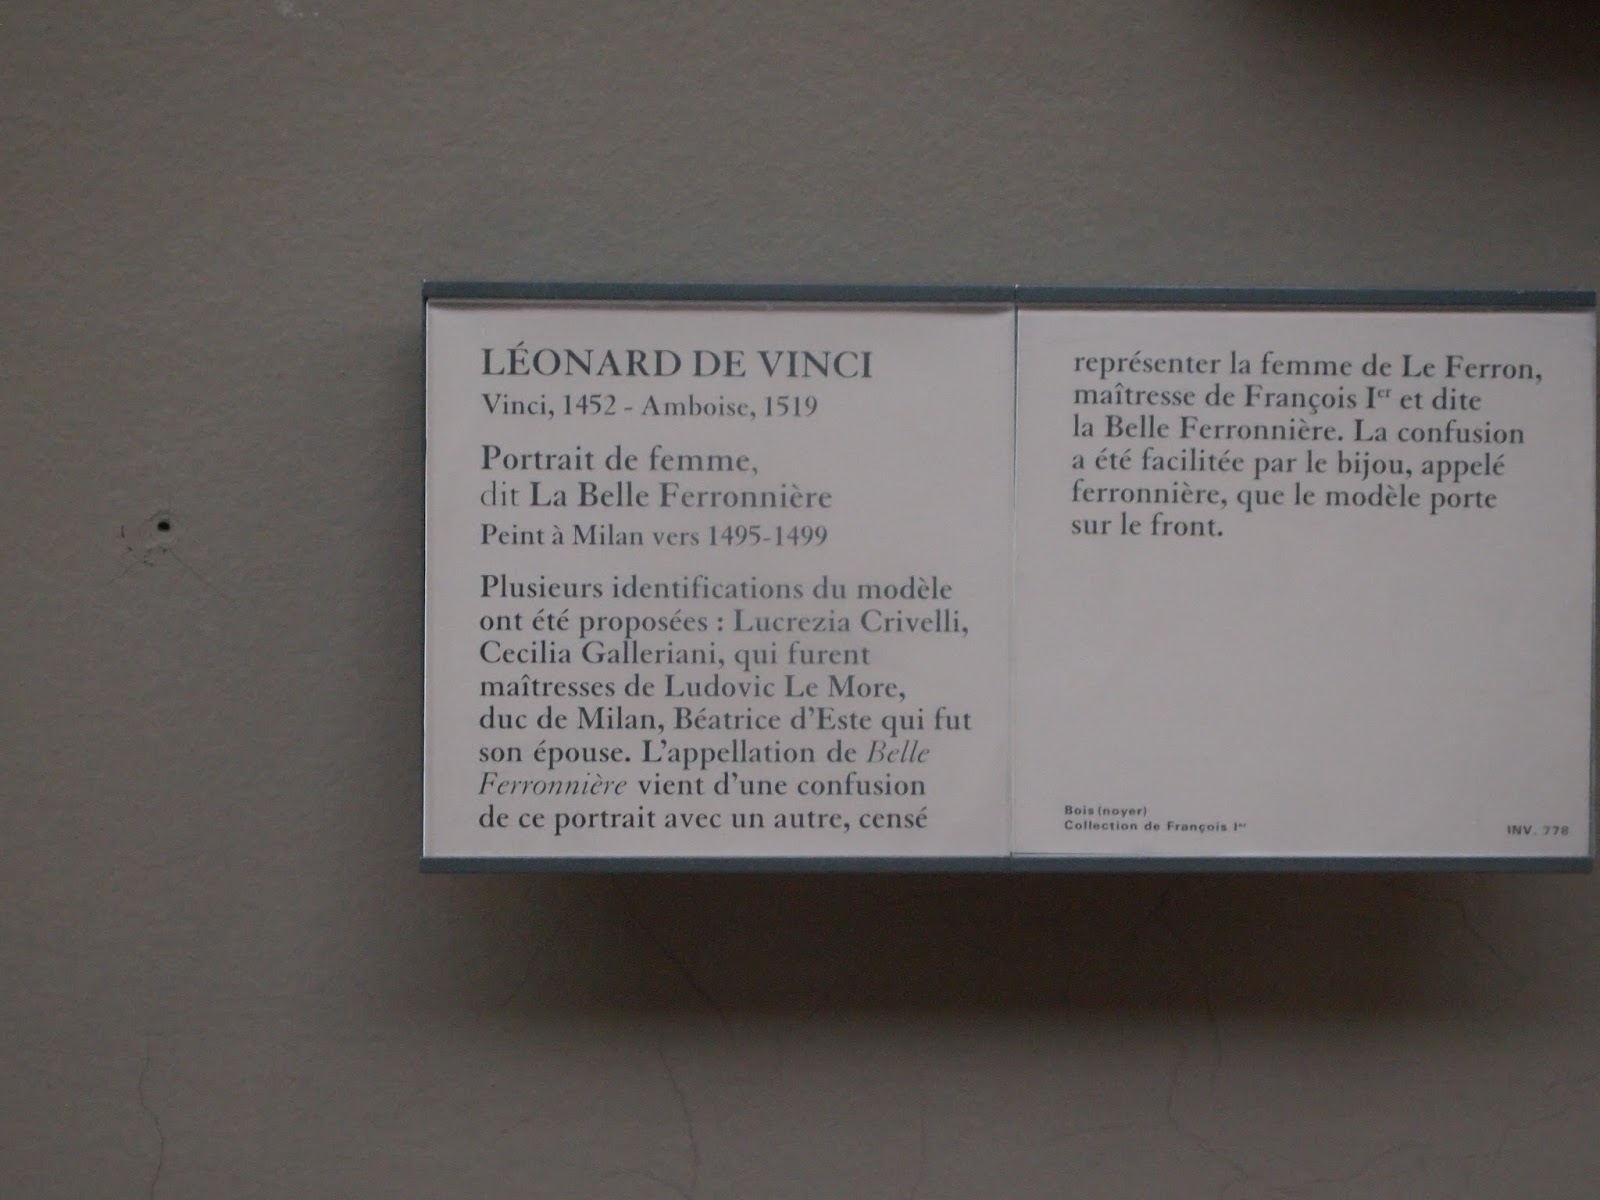 LÉONARD DE VINCI
Vinci, 1452 - Amboise, 1519
Portrait de femme,
dit La Belle Ferronnière
Peint à Milan vers 1495-1499
Plusieurs identifications du modèle
ont été proposées : Lucrezia Crivelli,
Cecilia Galleriani, qui furent
maîtresses de Ludovic Le More,
duc de Milan, Béatrice d'Este qui fut
son épouse. L'appellation de Belle
Ferronnière vient d'une confusion
de ce portrait avec un autre, censé
représenter la femme de Le Ferron,
maîtresse de François Ier et dite
la Belle Ferronnière. La confusion
a été facilitée par le bijou, appelé
ferronnière, que le modèle porte
sur le front.
Bois (noyer)
Collection de François Ier
INV. 778